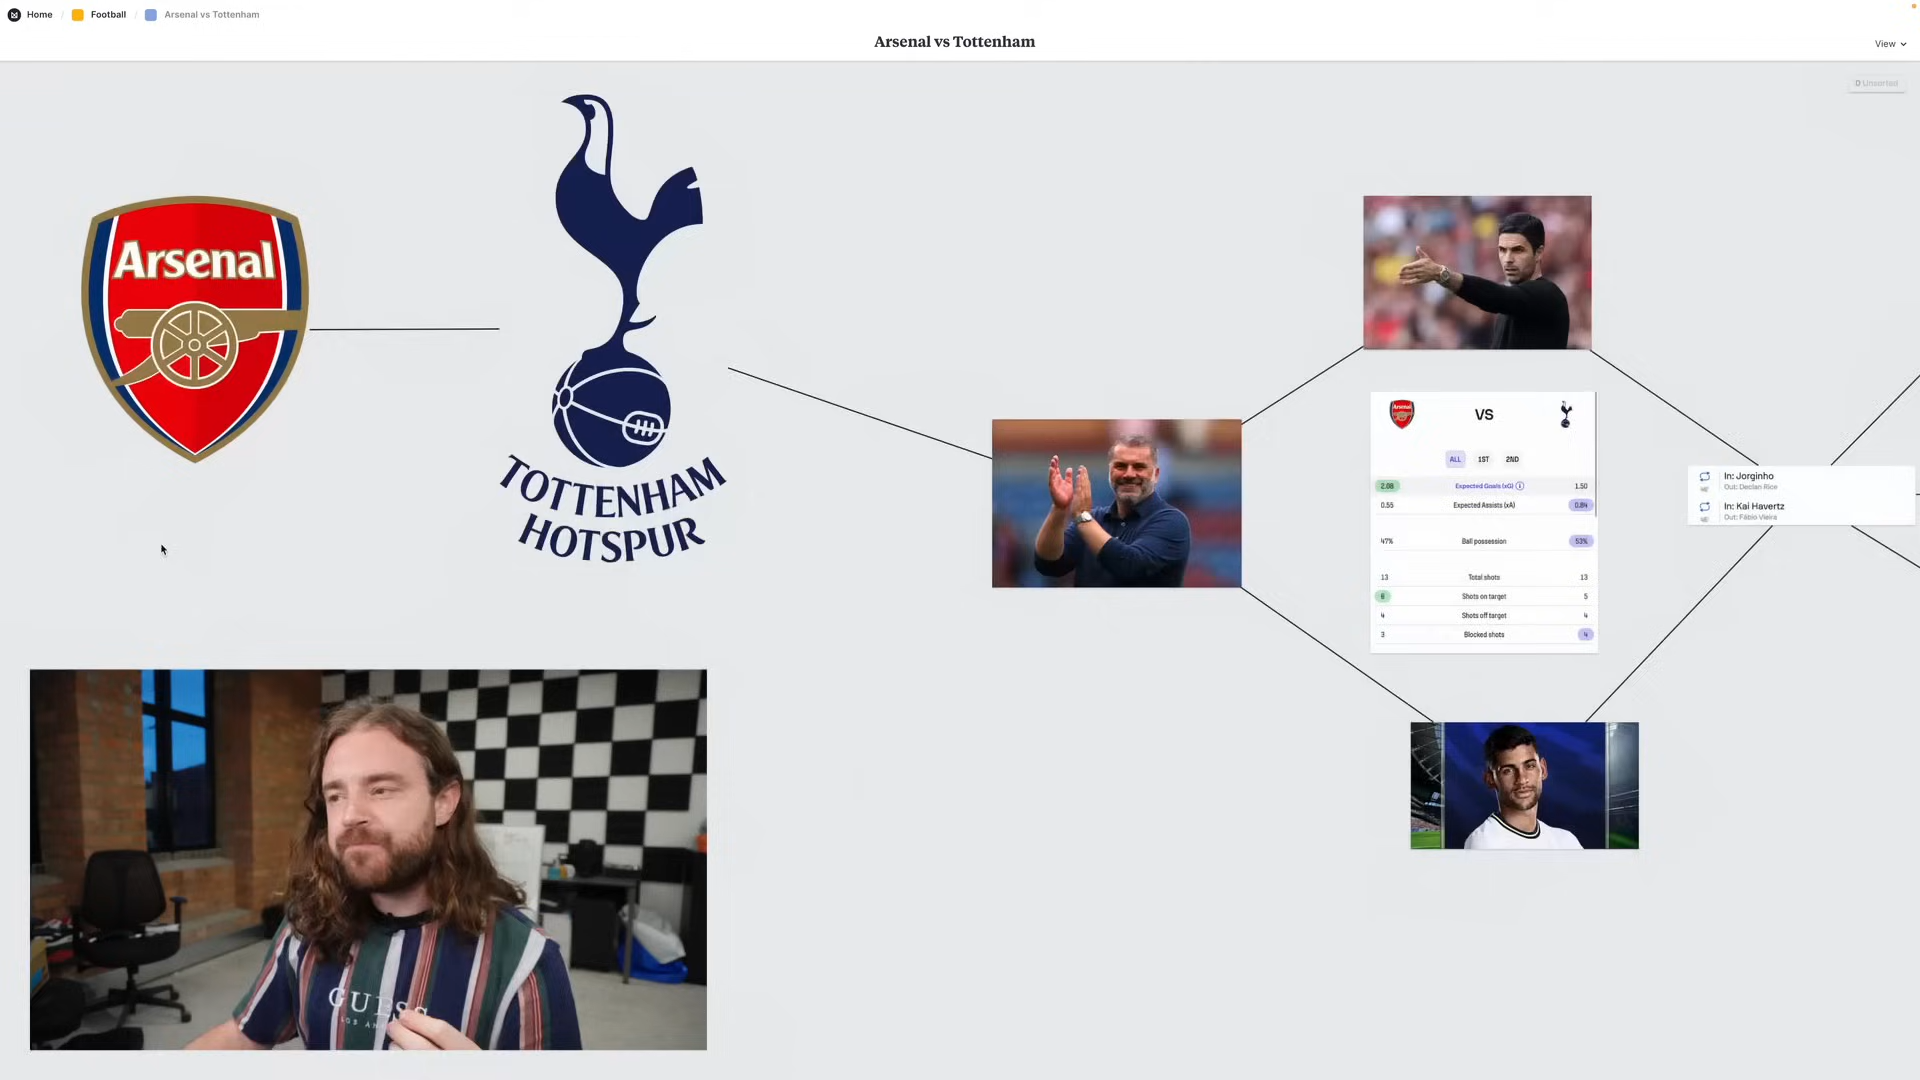 Home / Football / Arsenal vs Tottenham
Arsenal vs Tottenham
View
0 Unsorted
Arsenal
TOTTENHAM
HOTSPUR
Arsenal
VS
ALL 1ST 2ND
2.08 Expected Goals (xG) 1.50
0.55 Expected Assists (xA) 0.84
47% Ball possession 53%
13 Total shots 13
6 Shots on target 5
4 Shots off target 4
3 Blocked shots 4
In: Jorginho
Out: Declan Rice
In: Kai Havertz
Out: Fábio Vieira
GUESS
LOS AN